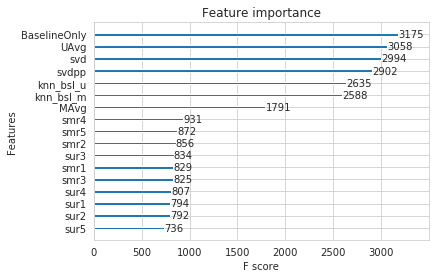 Feature importance
BaselineOnly 3175
UAvg 3058
svd 2994
svdpp 2902
knn_bsl_u 2635
knn_bsl_m 2588
MAvg 1791
smr4 931
smr5 872
smr2 856
sur3 834
smr1 829
smr3 825
sur4 807
sur1 794
sur2 792
sur5 736
Features
0 500 1000 1500 2000 2500 3000
F score